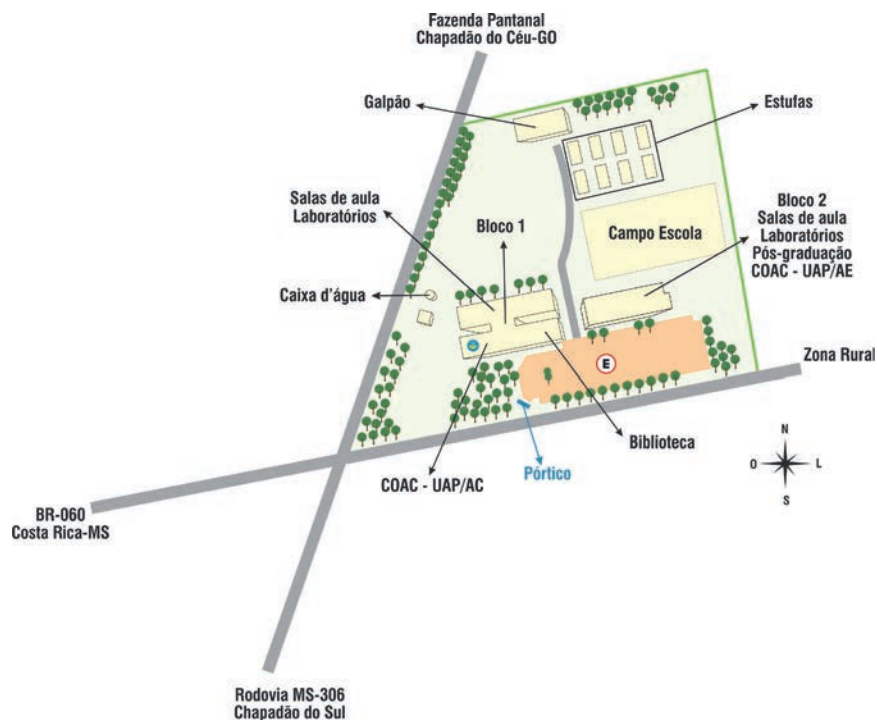 Fazenda Pantanal
Chapadão do Céu-GO
Galpão
Estufas
Salas de aula
Laboratórios
Bloco 1
Bloco 2
Salas de aula
Laboratórios
Pós-graduação
COAC - UAP/AE
Campo Escola
Caixa d'água
E
Zona Rural
Biblioteca
Pórtico
COAC - UAP/AC
N
O
L
S
BR-060
Costa Rica-MS
Rodovia MS-306
Chapadão do Sul